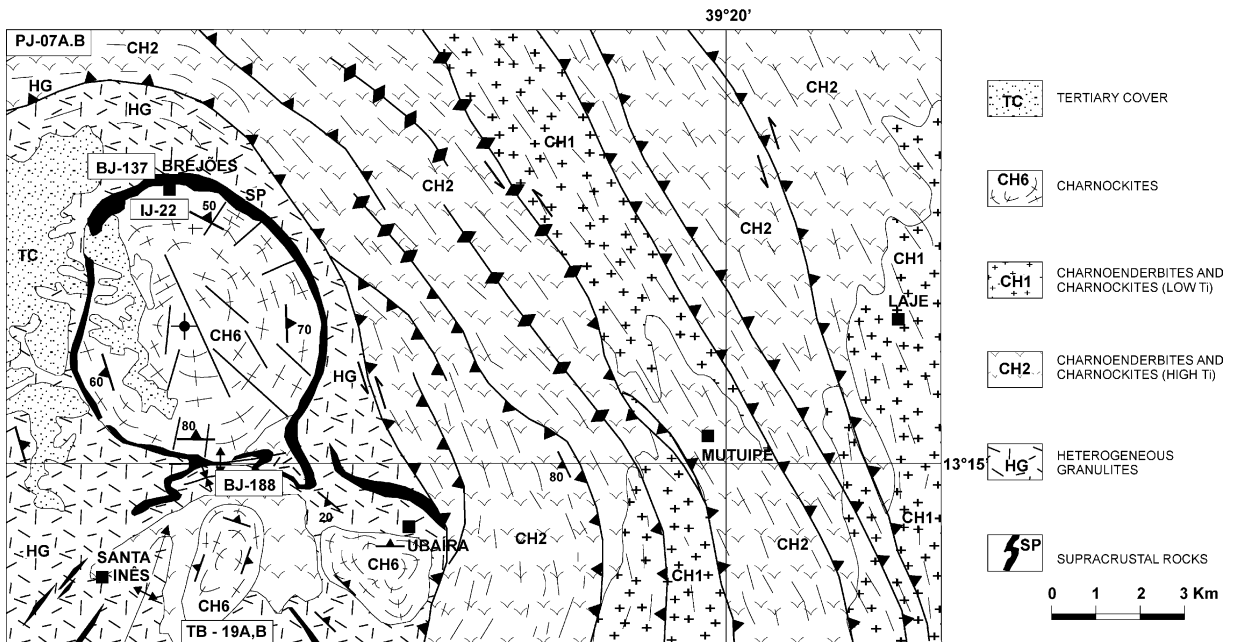 39°20'
PJ-07A.B
CH2
HG
HG
CH2
BJ-137
BREJÕES
CH1
SP
CH2
IJ-22
50
CH2
TC
CH1
LAJE
CH6
70
HG
60
80
MUTUIPE
13°15'
BJ-188
80
20
CH1
UBAÍRA
CH2
CH2
HG
SANTA
INÊS
CH6
CH1
CH6
TB - 19A,B
TC
TERTIARY COVER
CH6
CHARNOCKITES
CH1
CHARNOENDERBITES AND
CHARNOCKITES (LOW Ti)
CH2
CHARNOENDERBITES AND
CHARNOCKITES (HIGH Ti)
HG
HETEROGENEOUS
GRANULITES
SP
SUPRACRUSTAL ROCKS
0 1 2 3 Km